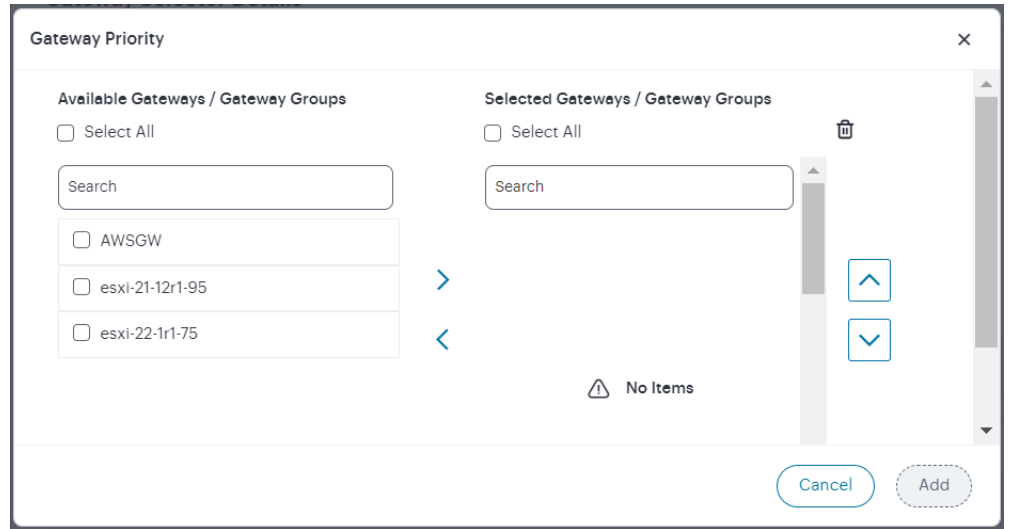 Gateway Priority
Available Gateways / Gateway Groups
Select All
Search
AWSGW
esxi-21-12r1-95
esxi-22-1r1-75
Selected Gateways / Gateway Groups
Select All
Search
No Items
Cancel
Add